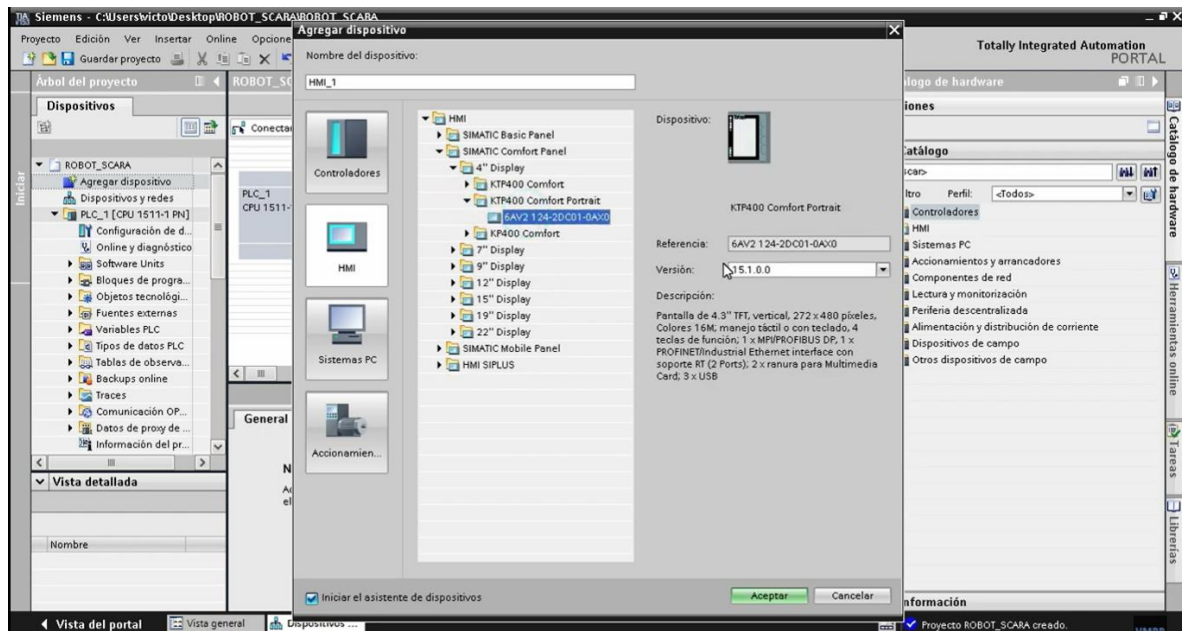 Siemens - C:\Users\victo\Desktop\ROBOT_SCARA\ROBOT_SCARA
Proyecto Edición Ver Insertar Online Opcione
Guardar proyecto
Totally Integrated Automation
PORTAL
Árbol del proyecto
Dispositivos
ROBOT_SCARA
Agregar dispositivo
Dispositivos y redes
PLC_1 [CPU 1511-1 PN]
Configuración de d...
Online y diagnóstico
Software Units
Bloques de progra...
Objetos tecnológi...
Fuentes externas
Variables PLC
Tipos de datos PLC
Tablas de observa...
Backups online
Traces
Comunicación OP...
Datos de proxy de ...
Información del pr...
Vista detallada
Nombre
Iniciar
ROBOT_SC
Conectar
PLC_1
CPU 1511-
General
Agregar dispositivo
Nombre del dispositivo:
HMI_1
Controladores
HMI
Sistemas PC
Accionamien...
HMI
SIMATIC Basic Panel
SIMATIC Comfort Panel
4" Display
KTP400 Comfort
KTP400 Comfort Portrait
6AV2 124-2DC01-0AX0
KP400 Comfort
7" Display
9" Display
12" Display
15" Display
19" Display
22" Display
SIMATIC Mobile Panel
HMI SIPLUS
Dispositivo:
KTP400 Comfort Portrait
Referencia: 6AV2 124-2DC01-0AX0
Versión: 15.1.0.0
Descripción:
Pantalla de 4.3" TFT, vertical, 272 x 480 píxeles,
Colores 16M; manejo táctil o con teclado, 4
teclas de función; 1 x MPI/PROFIBUS DP, 1 x
PROFINET/Industrial Ethernet interface con
soporte RT (2 Ports); 2 x ranura para Multimedia
Card; 3 x USB
Iniciar el asistente de dispositivos
Aceptar Cancelar
álogo de hardware
iones
Catálogo
scar>
ltro Perfil: <Todos>
Controladores
HMI
Sistemas PC
Accionamientos y arrancadores
Componentes de red
Lectura y monitorización
Periferia descentralizada
Alimentación y distribución de corriente
Dispositivos de campo
Otros dispositivos de campo
nformación
Catálogo de hardware
Herramientas online
Tareas
Librerías
Vista del portal Vista general Dispositivos ...
Proyecto ROBOT_SCARA creado.